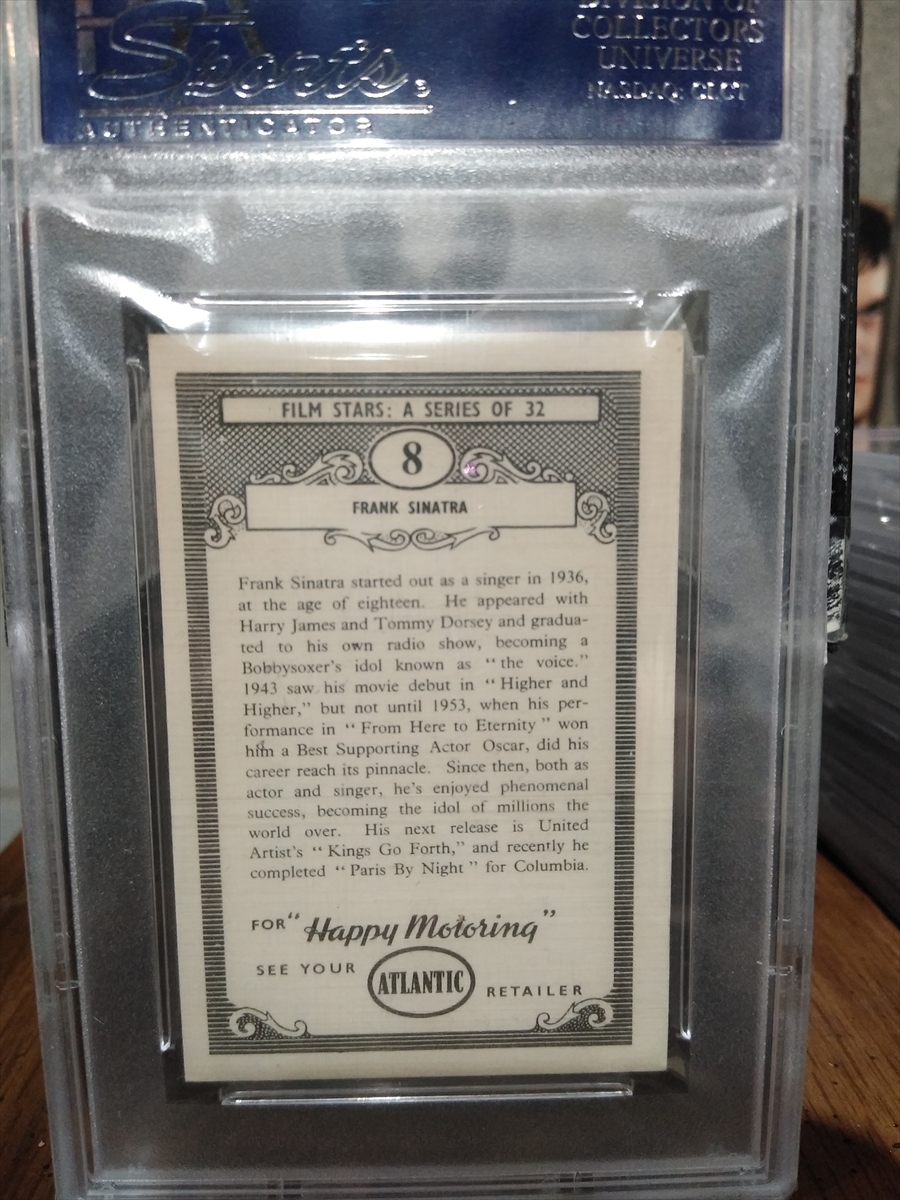 Sports
AUTHENTICATOR
DIVISION OF
COLLECTORS
UNIVERSE
NASDAQ: CLCT
FILM STARS: A SERIES OF 32
8
FRANK SINATRA
Frank Sinatra started out as a singer in 1936,
at the age of eighteen. He appeared with
Harry James and Tommy Dorsey and gradua-
ted to his own radio show, becoming a
Bobbysoxer's idol known as “ the voice.”
1943 saw his movie debut in “ Higher and
Higher,” but not until 1953, when his per-
formance in “ From Here to Eternity ” won
him a Best Supporting Actor Oscar, did his
career reach its pinnacle. Since then, both as
actor and singer, he's enjoyed phenomenal
success, becoming the idol of millions the
world over. His next release is United
Artist's “ Kings Go Forth,” and recently he
completed “ Paris By Night ” for Columbia.
FOR “ Happy Motoring ”
SEE YOUR ATLANTIC RETAILER